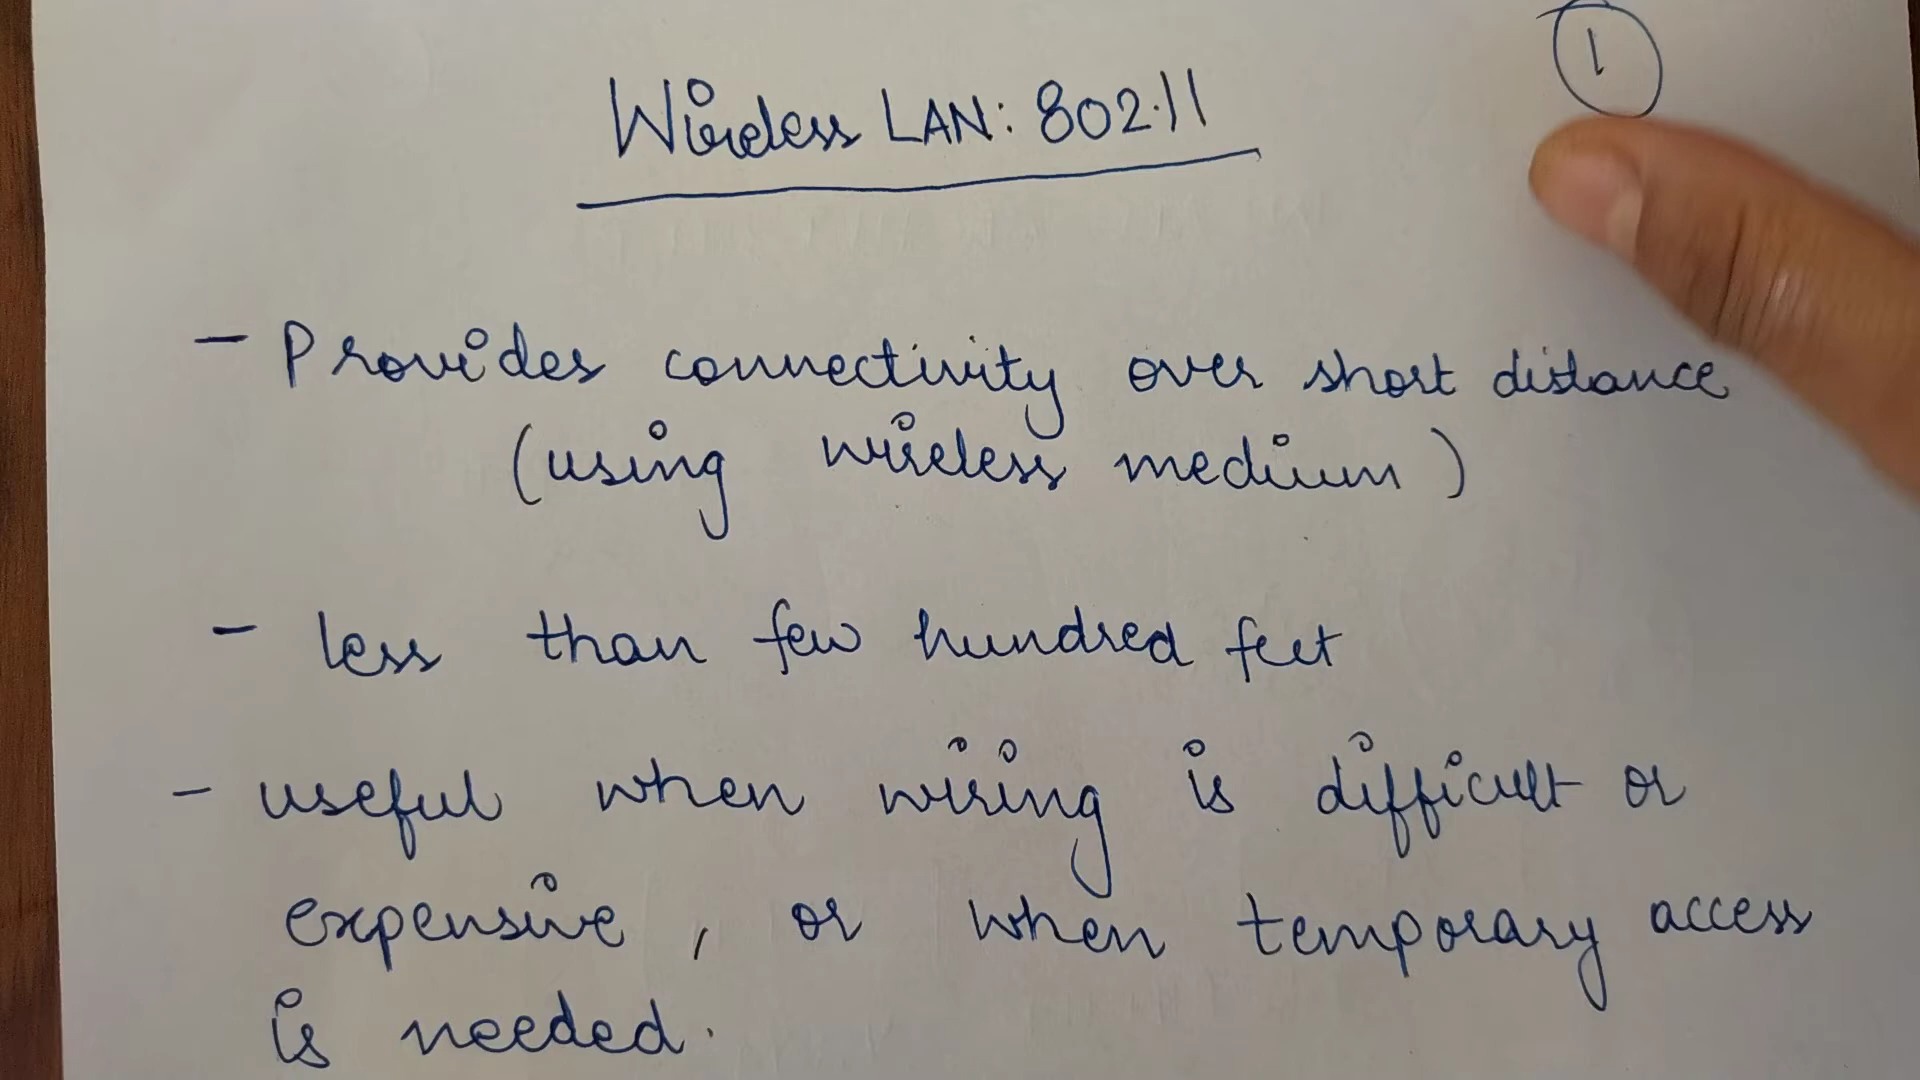 1
Wireless LAN: 802.11
- Provides connectivity over short distance
(using wireless medium)
- less than few hundred feet
- useful when wiring is difficult or
expensive, or when temporary access
is needed.